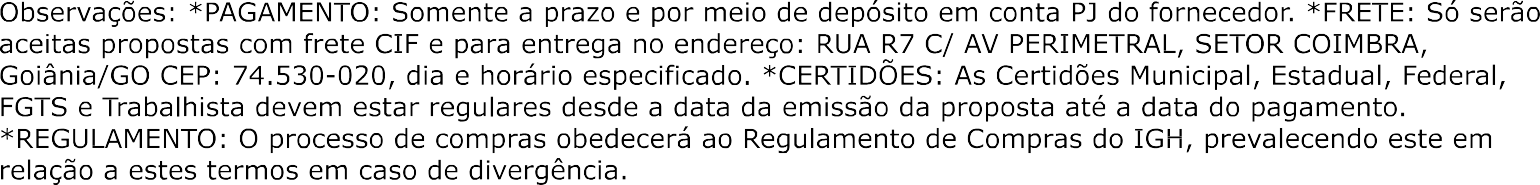 Observações: *PAGAMENTO: Somente a prazo e por meio de depósito em conta PJ do fornecedor. *FRETE: Só serão
aceitas propostas com frete CIF e para entrega no endereço: RUA R7 C/ AV PERIMETRAL, SETOR COIMBRA,
Goiânia/GO CEP: 74.530-020, dia e horário especificado. *CERTIDÕES: As Certidões Municipal, Estadual, Federal,
FGTS e Trabalhista devem estar regulares desde a data da emissão da proposta até a data do pagamento.
*REGULAMENTO: O processo de compras obedecerá ao Regulamento de Compras do IGH, prevalecendo este em
relação a estes termos em caso de divergência.